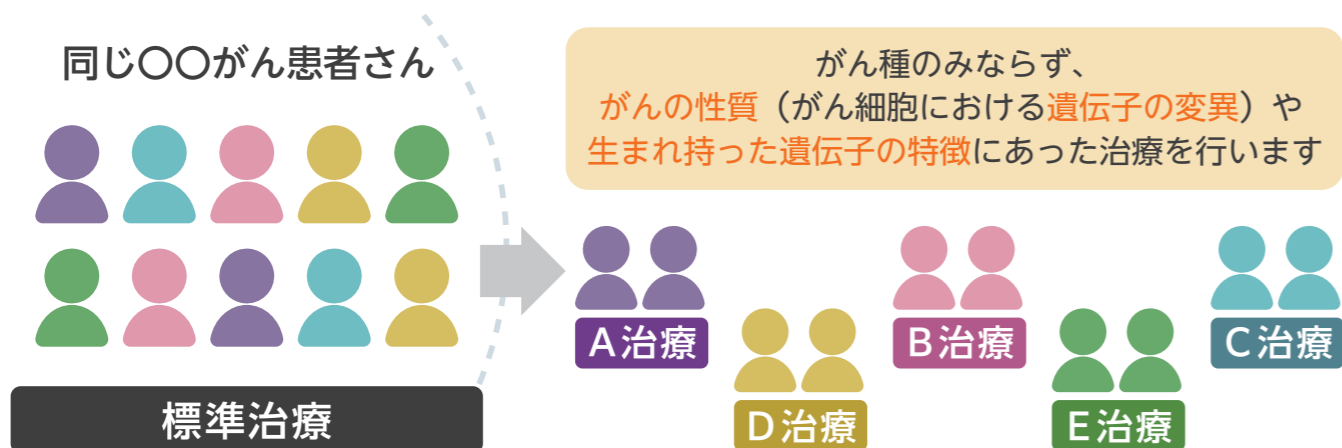 同じ〇〇がん患者さん
標準治療
がん種のみならず、
がんの性質（がん細胞における遺伝子の変異）や
生まれ持った遺伝子の特徴にあった治療を行います
A治療
B治療
C治療
D治療
E治療